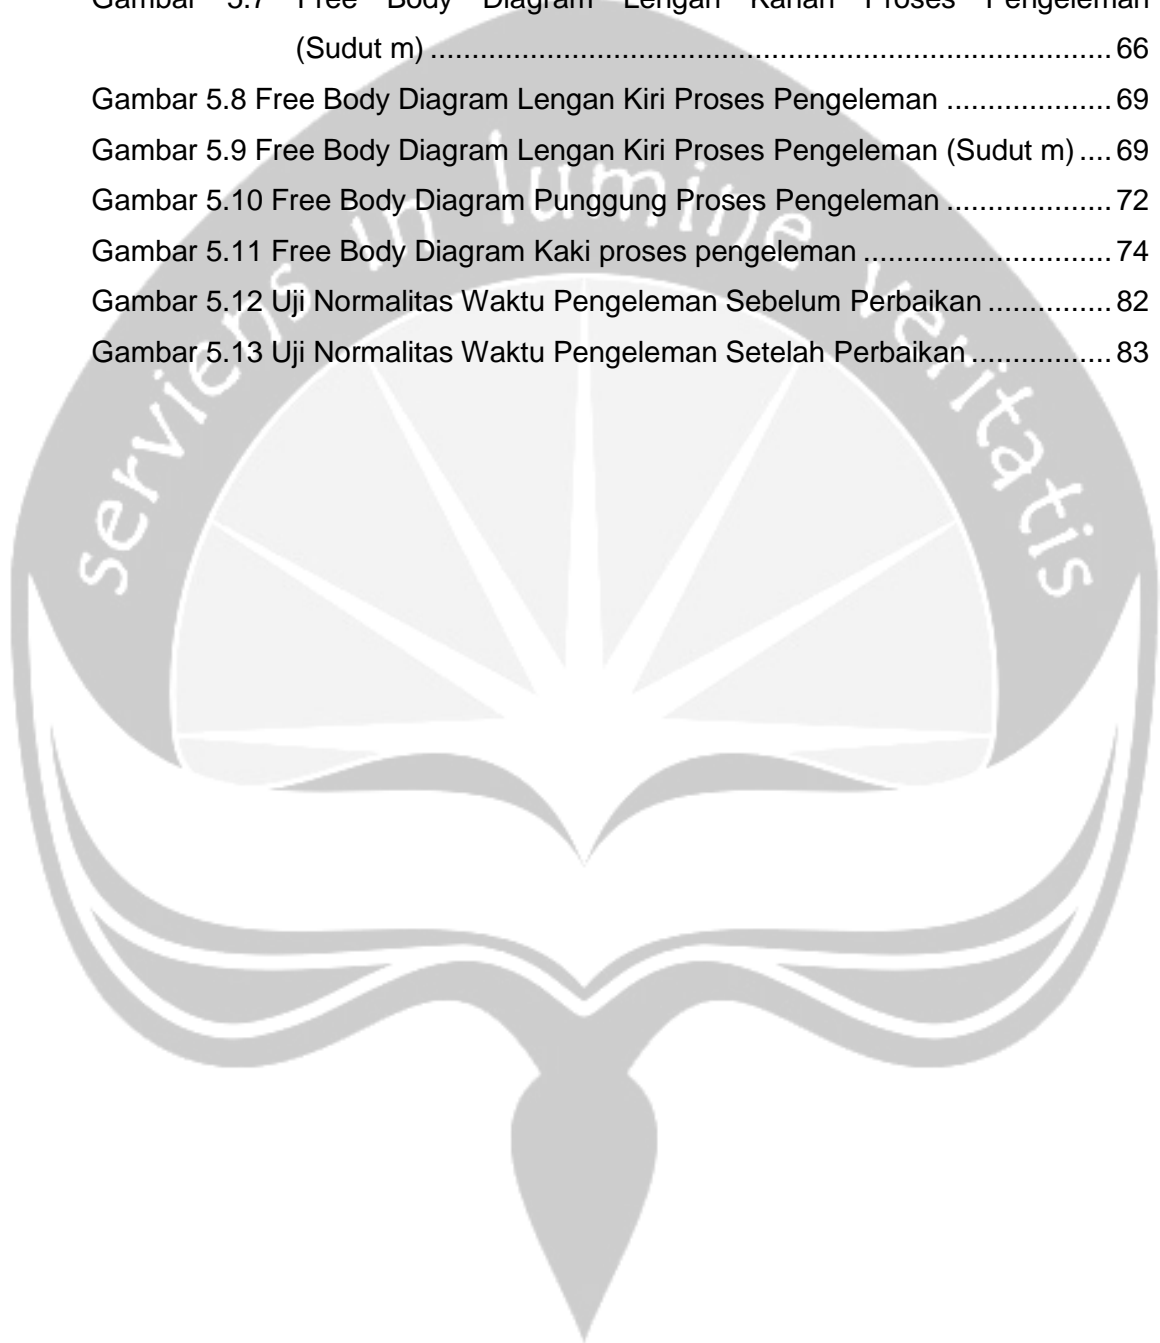 Gambar 5.7 Free Body Diagram Lengan Kanan Proses Pengeleman
(Sudut m) .................................................................................... 66
Gambar 5.8 Free Body Diagram Lengan Kiri Proses Pengeleman .................... 69
Gambar 5.9 Free Body Diagram Lengan Kiri Proses Pengeleman (Sudut m) .... 69
Gambar 5.10 Free Body Diagram Punggung Proses Pengeleman .................... 72
Gambar 5.11 Free Body Diagram Kaki proses pengeleman .............................. 74
Gambar 5.12 Uji Normalitas Waktu Pengeleman Sebelum Perbaikan ............... 82
Gambar 5.13 Uji Normalitas Waktu Pengeleman Setelah Perbaikan ................. 83
serviens in lumine veritatis